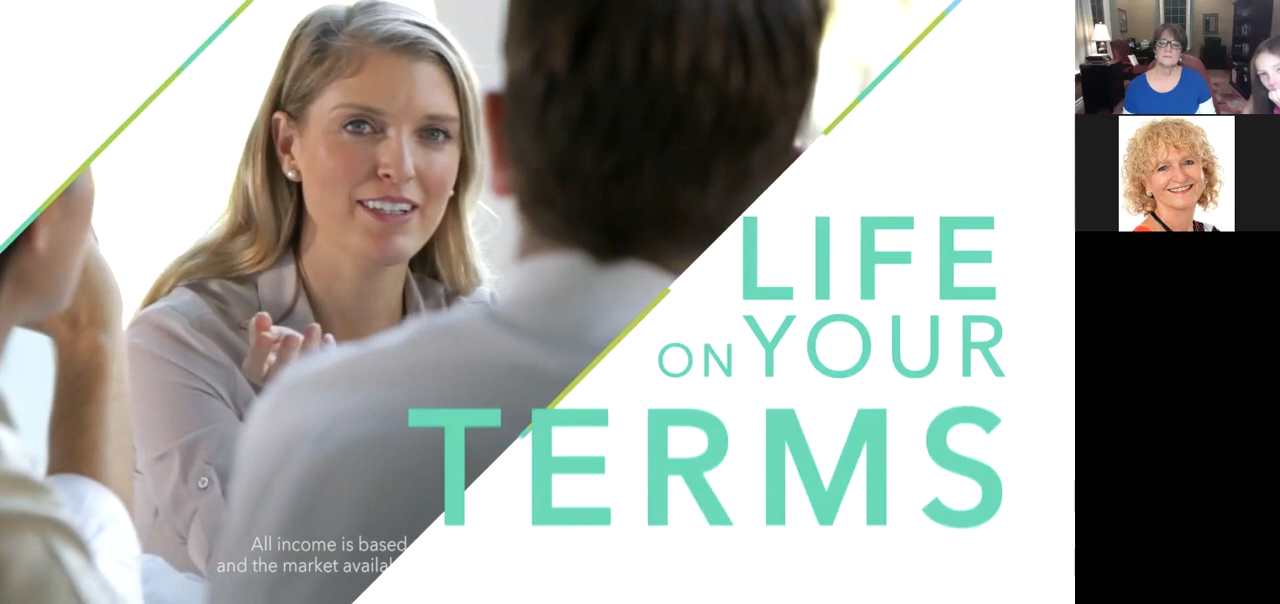 LIFE
ON YOUR
TERMS
All income is based
and the market